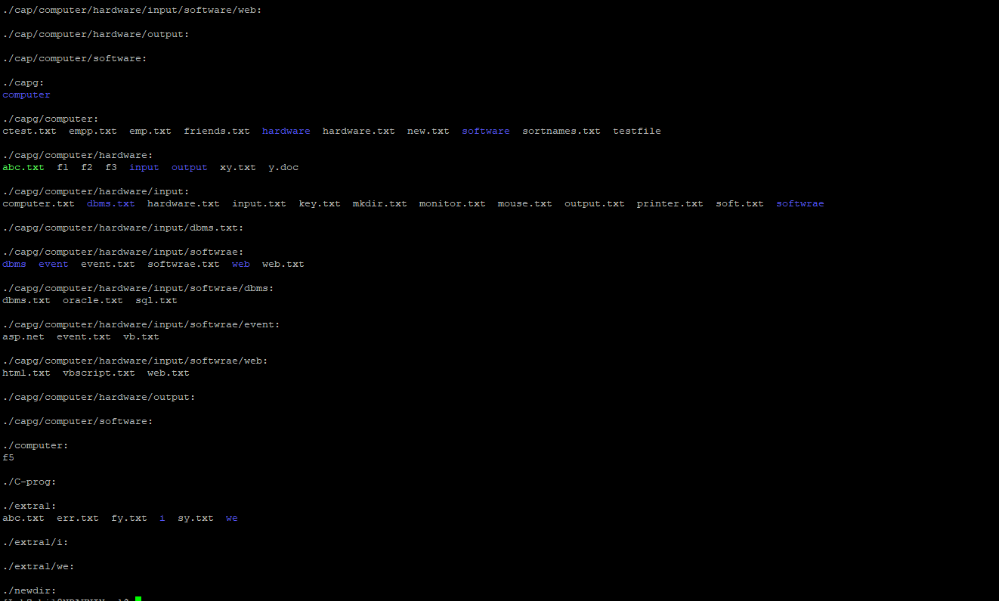 ./cap/computer/hardware/input/software/web:
./cap/computer/hardware/output:
./cap/computer/software:
./capg:
computer
./capg/computer:
ctest.txt  empp.txt  emp.txt  friends.txt  hardware  hardware.txt  new.txt  software  sortnames.txt  testfile
./capg/computer/hardware:
abc.txt  f1  f2  f3  input  output  xy.txt  y.doc
./capg/computer/hardware/input:
computer.txt  dbms.txt  hardware.txt  input.txt  key.txt  mkdir.txt  monitor.txt  mouse.txt  output.txt  printer.txt  soft.txt  softwrae
./capg/computer/hardware/input/dbms.txt:
./capg/computer/hardware/input/softwrae:
dbms  event  event.txt  softwrae.txt  web  web.txt
./capg/computer/hardware/input/softwrae/dbms:
dbms.txt  oracle.txt  sql.txt
./capg/computer/hardware/input/softwrae/event:
asp.net  event.txt  vb.txt
./capg/computer/hardware/input/softwrae/web:
html.txt  vbscript.txt  web.txt
./capg/computer/hardware/output:
./capg/computer/software:
./computer:
f5
./C-prog:
./extra1:
abc.txt  err.txt  fy.txt  i  sy.txt  we
./extra1/i:
./extra1/we:
./newdir: